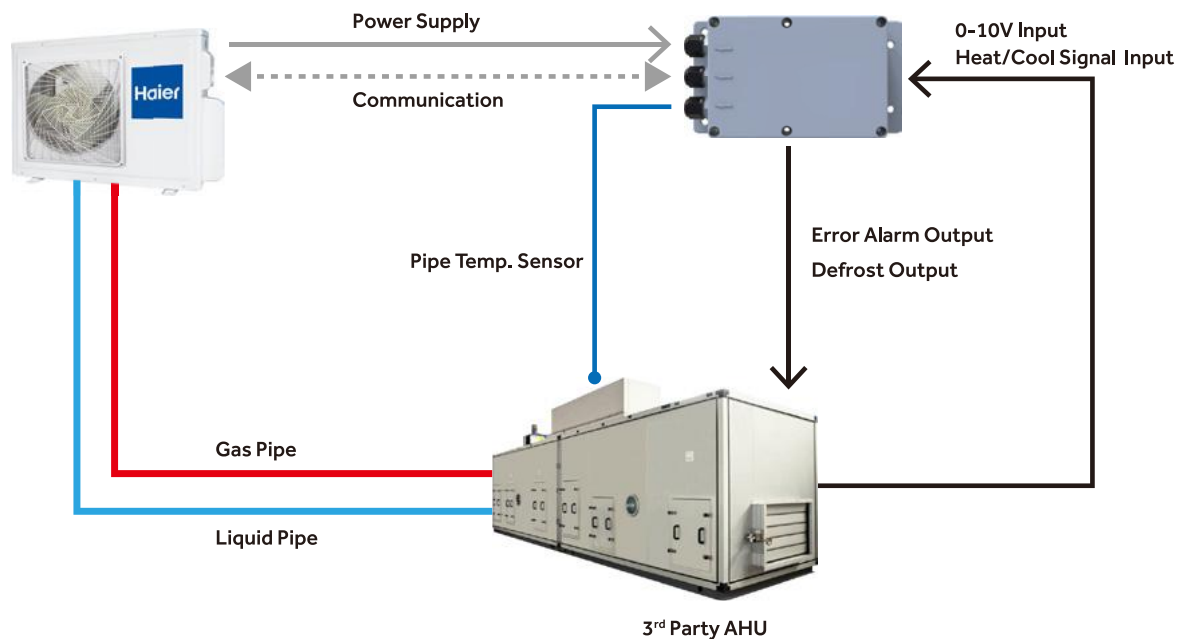 Power Supply
0-10V Input
Heat/Cool Signal Input
Haier
Communication
Error Alarm Output
Pipe Temp. Sensor
Defrost Output
Gas Pipe
Liquid Pipe
3rd Party AHU